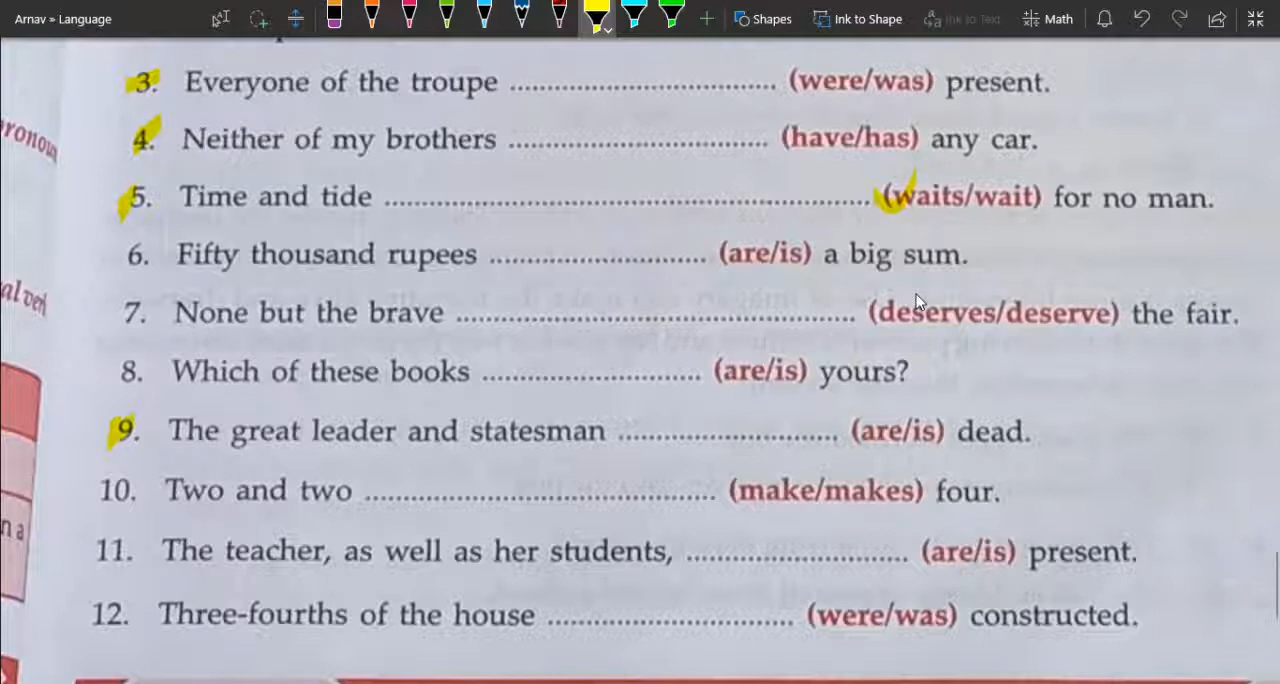 Arnav » Language
Shapes
Ink to Shape
Ink to Text
Math
3. Everyone of the troupe .................................... (were/was) present.
4. Neither of my brothers ................................... (have/has) any car.
5. Time and tide .................................................................. (waits/wait) for no man.
6. Fifty thousand rupees .............................. (are/is) a big sum.
7. None but the brave ...................................................... (deserves/deserve) the fair.
8. Which of these books .............................. (are/is) yours?
9. The great leader and statesman .............................. (are/is) dead.
10. Two and two ................................................ (make/makes) four.
11. The teacher, as well as her students, .............................. (are/is) present.
12. Three-fourths of the house ................................. (were/was) constructed.
n a